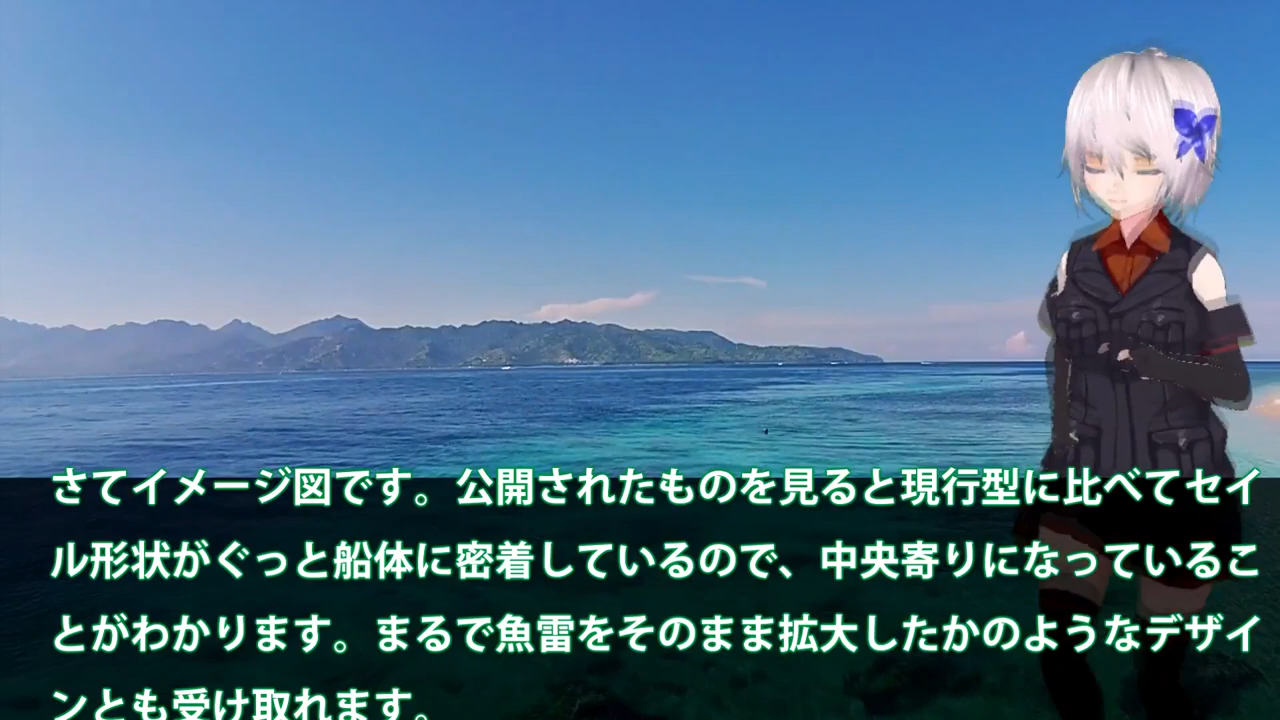 さてイメージ図です。公開されたものを見ると現行型に比べてセイ
ル形状がぐっと船体に密着しているので、中央寄りになっているこ
とがわかります。まるで魚雷をそのまま拡大したかのようなデザイ
ンとも受け取れます。